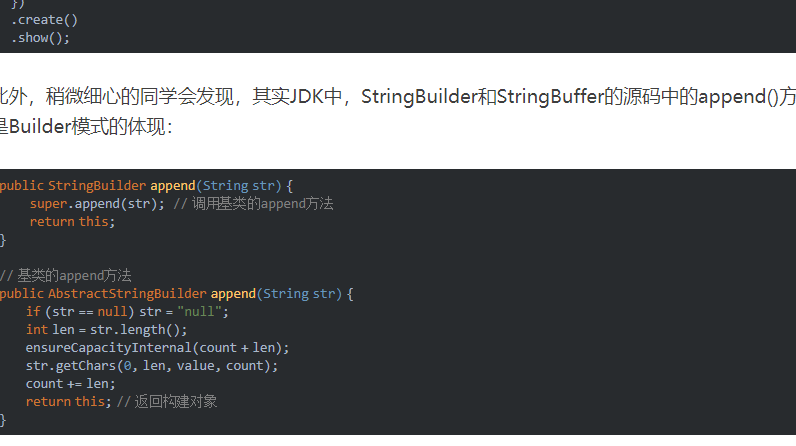 })
.create()
.show();
此外，稍微细心的同学会发现，其实JDK中，StringBuilder和StringBuffer的源码中的append()方
是Builder模式的体现：
public StringBuilder append(String str) {
super.append(str); // 调用基类的append方法
return this;
}
// 基类的append方法
public AbstractStringBuilder append(String str) {
if (str == null) str = "null";
int len = str.length();
ensureCapacityInternal(count + len);
str.getChars(0, len, value, count);
count += len;
return this; // 返回构建对象
}